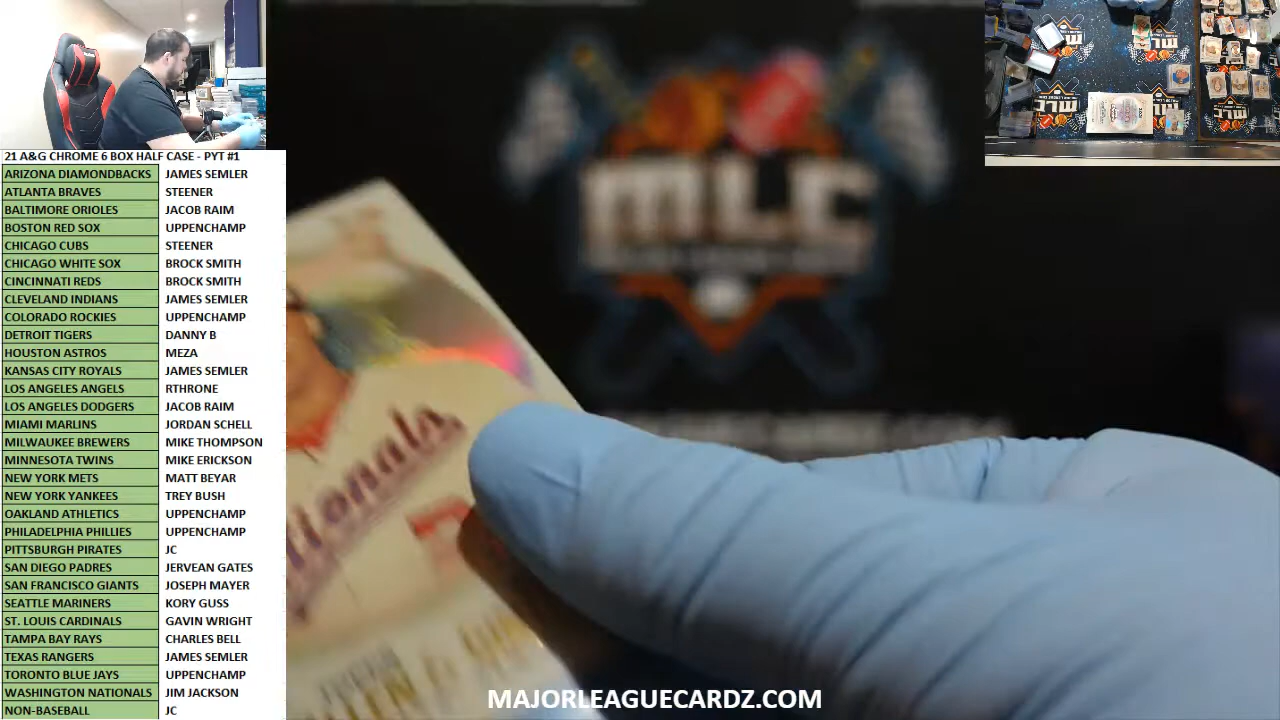 21 A&G CHROME 6 BOX HALF CASE - PYT #1
ARIZONA DIAMONDBACKS JAMES SEMLER
ATLANTA BRAVES STEENER
BALTIMORE ORIOLES JACOB RAIM
BOSTON RED SOX UPPENCHAMP
CHICAGO CUBS STEENER
CHICAGO WHITE SOX BROCK SMITH
CINCINNATI REDS BROCK SMITH
CLEVELAND INDIANS JAMES SEMLER
COLORADO ROCKIES UPPENCHAMP
DETROIT TIGERS DANNY B
HOUSTON ASTROS MEZA
KANSAS CITY ROYALS JAMES SEMLER
LOS ANGELES ANGELS RTHRONE
LOS ANGELES DODGERS JACOB RAIM
MIAMI MARLINS JORDAN SCHELL
MILWAUKEE BREWERS MIKE THOMPSON
MINNESOTA TWINS MIKE ERICKSON
NEW YORK METS MATT BEYAR
NEW YORK YANKEES TREY BUSH
OAKLAND ATHLETICS UPPENCHAMP
PHILADELPHIA PHILLIES UPPENCHAMP
PITTSBURGH PIRATES JC
SAN DIEGO PADRES JERVEAN GATES
SAN FRANCISCO GIANTS JOSEPH MAYER
SEATTLE MARINERS KORY GUSS
ST. LOUIS CARDINALS GAVIN WRIGHT
TAMPA BAY RAYS CHARLES BELL
TEXAS RANGERS JAMES SEMLER
TORONTO BLUE JAYS UPPENCHAMP
WASHINGTON NATIONALS JIM JACKSON
NON-BASEBALL JC
MLC
MAJORLEAGUECARDZ.COM